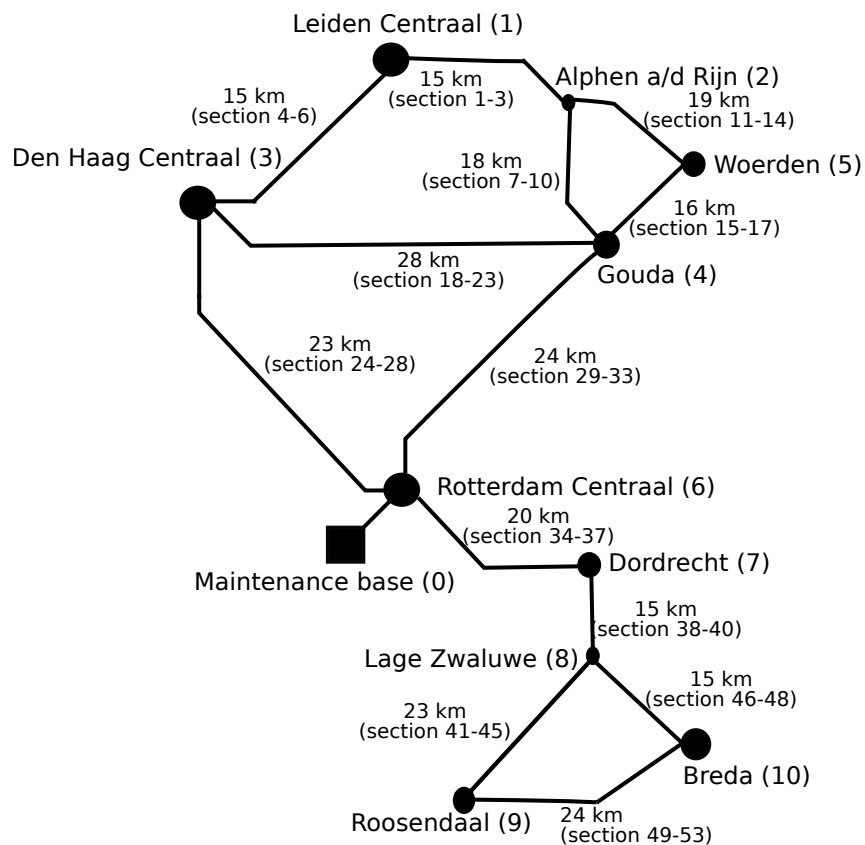 Leiden Centraal (1)
15 km
(section 1-3)
Alphen a/d Rijn (2)
15 km
(section 4-6)
19 km
(section 11-14)
Den Haag Centraal (3)
18 km
(section 7-10)
Woerden (5)
16 km
(section 15-17)
28 km
(section 18-23)
Gouda (4)
23 km
(section 24-28)
24 km
(section 29-33)
Rotterdam Centraal (6)
20 km
(section 34-37)
Maintenance base (0)
Dordrecht (7)
15 km
(section 38-40)
Lage Zwaluwe (8)
15 km
(section 46-48)
23 km
(section 41-45)
Breda (10)
Roosendaal (9)
24 km
(section 49-53)